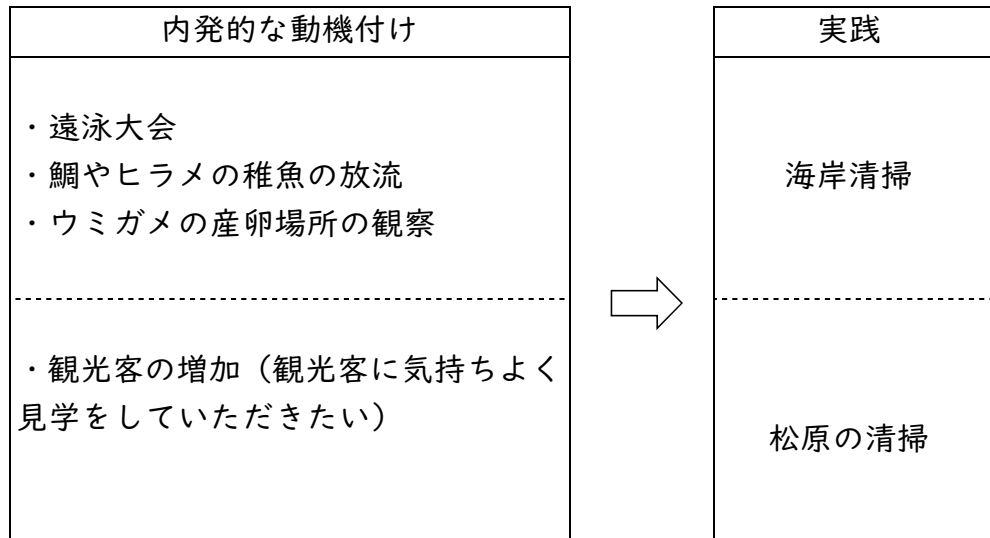 内発的な動機付け
・遠泳大会
・鯛やヒラメの稚魚の放流
・ウミガメの産卵場所の観察
・観光客の増加（観光客に気持ちよく
見学をしていただきたい）
実践
海岸清掃
松原の清掃